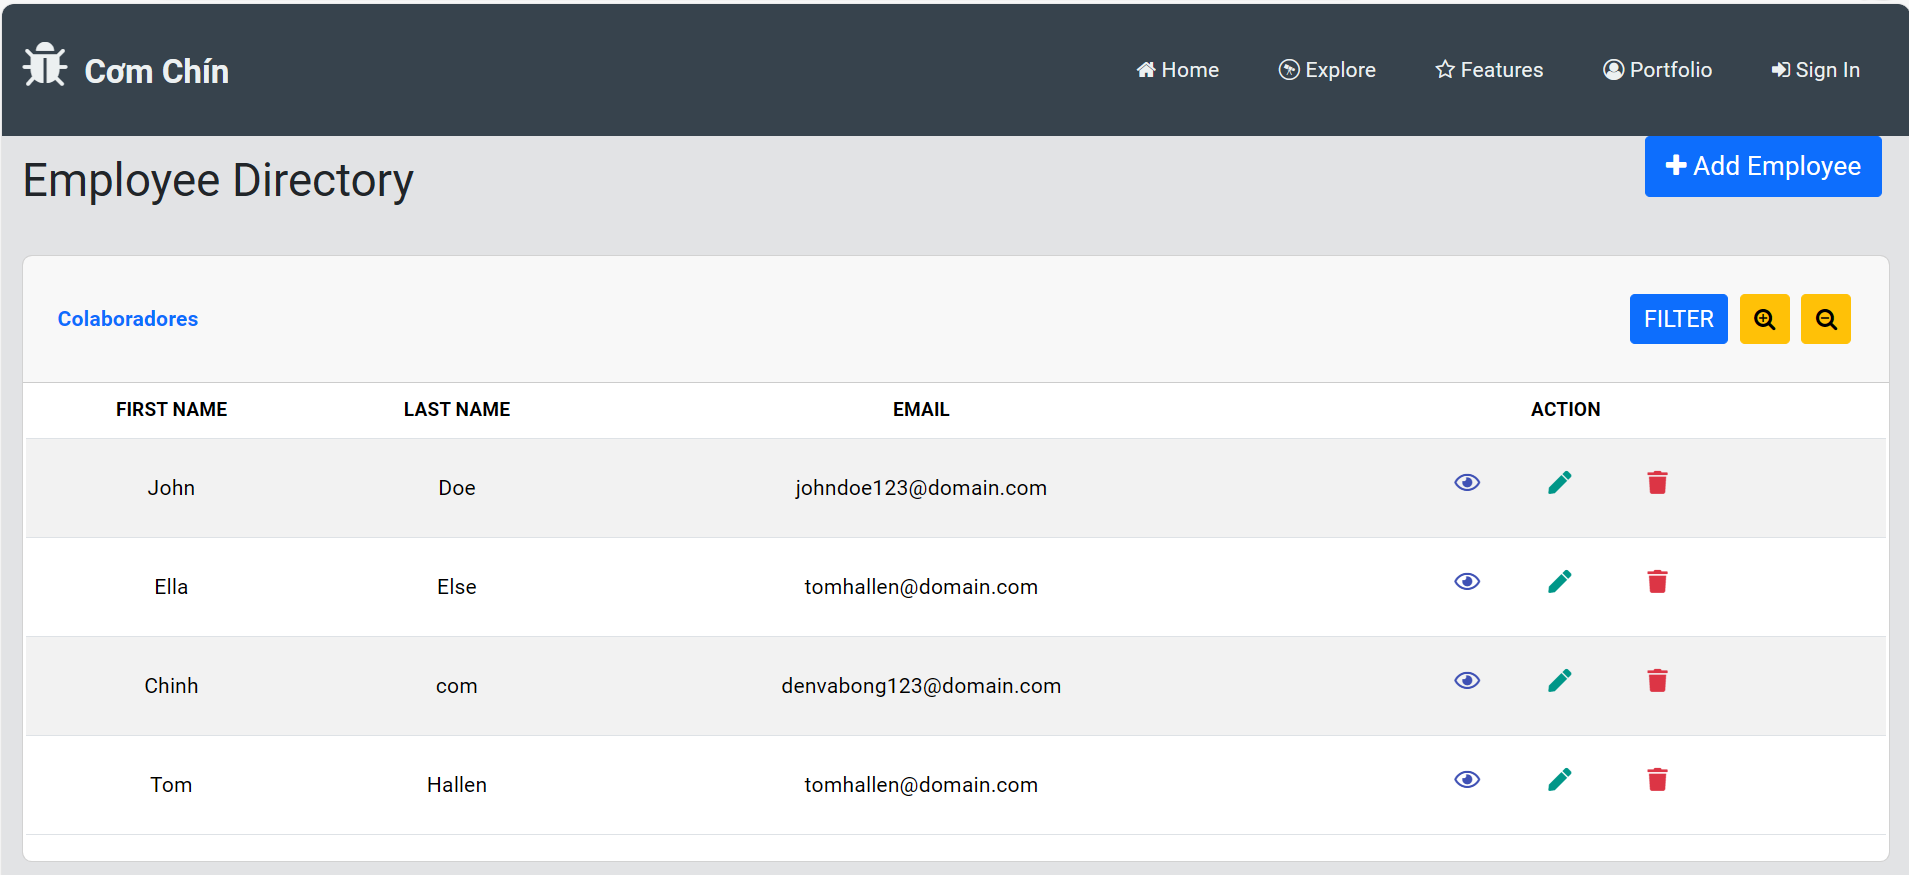 Cơm Chín
Home Explore Features Portfolio Sign In
Employee Directory
Add Employee
Colaboradores
FILTER
FIRST NAME LAST NAME EMAIL ACTION
John Doe johndoe123@domain.com
Ella Else tomhallen@domain.com
Chinh com denvabong123@domain.com
Tom Hallen tomhallen@domain.com